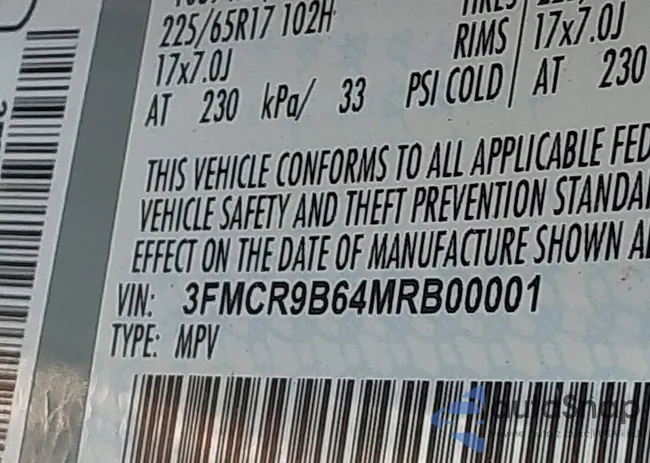 225/65R17 102H
17x7.0J
AT 230 kPa/ 33 PSI COLD
RIMS 17x7.0J
AT 230
THIS VEHICLE CONFORMS TO ALL APPLICABLE FED
VEHICLE SAFETY AND THEFT PREVENTION STANDA
EFFECT ON THE DATE OF MANUFACTURE SHOWN A
VIN: 3FMCR9B64MRB00001
TYPE: MPV
autoSnap